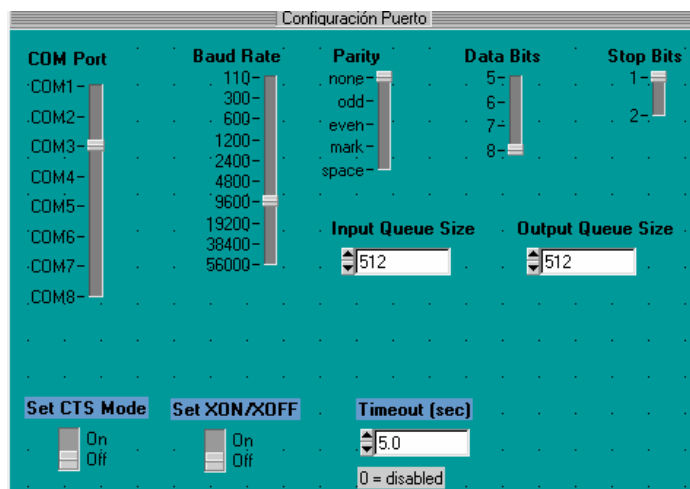 Configuración Puerto
COM Port
COM1
COM2
COM3
COM4
COM5
COM6
COM7
COM8
Baud Rate
110
300
600
1200
2400
4800
9600
19200
38400
56000
Parity
none
odd
even
mark
space
Data Bits
5
6
7
8
Stop Bits
1
2
Input Queue Size
512
Output Queue Size
512
Set CTS Mode
On
Off
Set XON/XOFF
On
Off
Timeout (sec)
5.0
0 = disabled